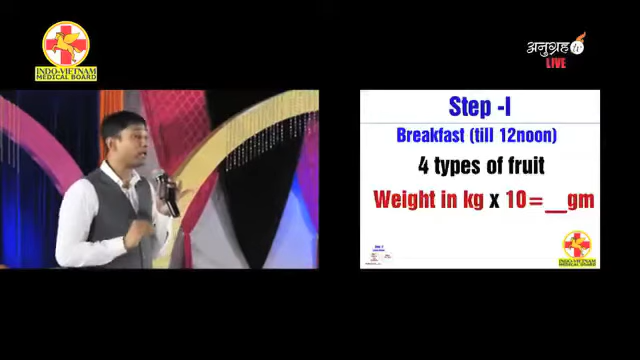 INDO-VIETNAM
MEDICAL BOARD
अनुग्रह
LIVE
Step -I
Breakfast (till 12noon)
4 types of fruit
Weight in kg x 10=__gm
INDO-VIETNAM
MEDICAL BOARD